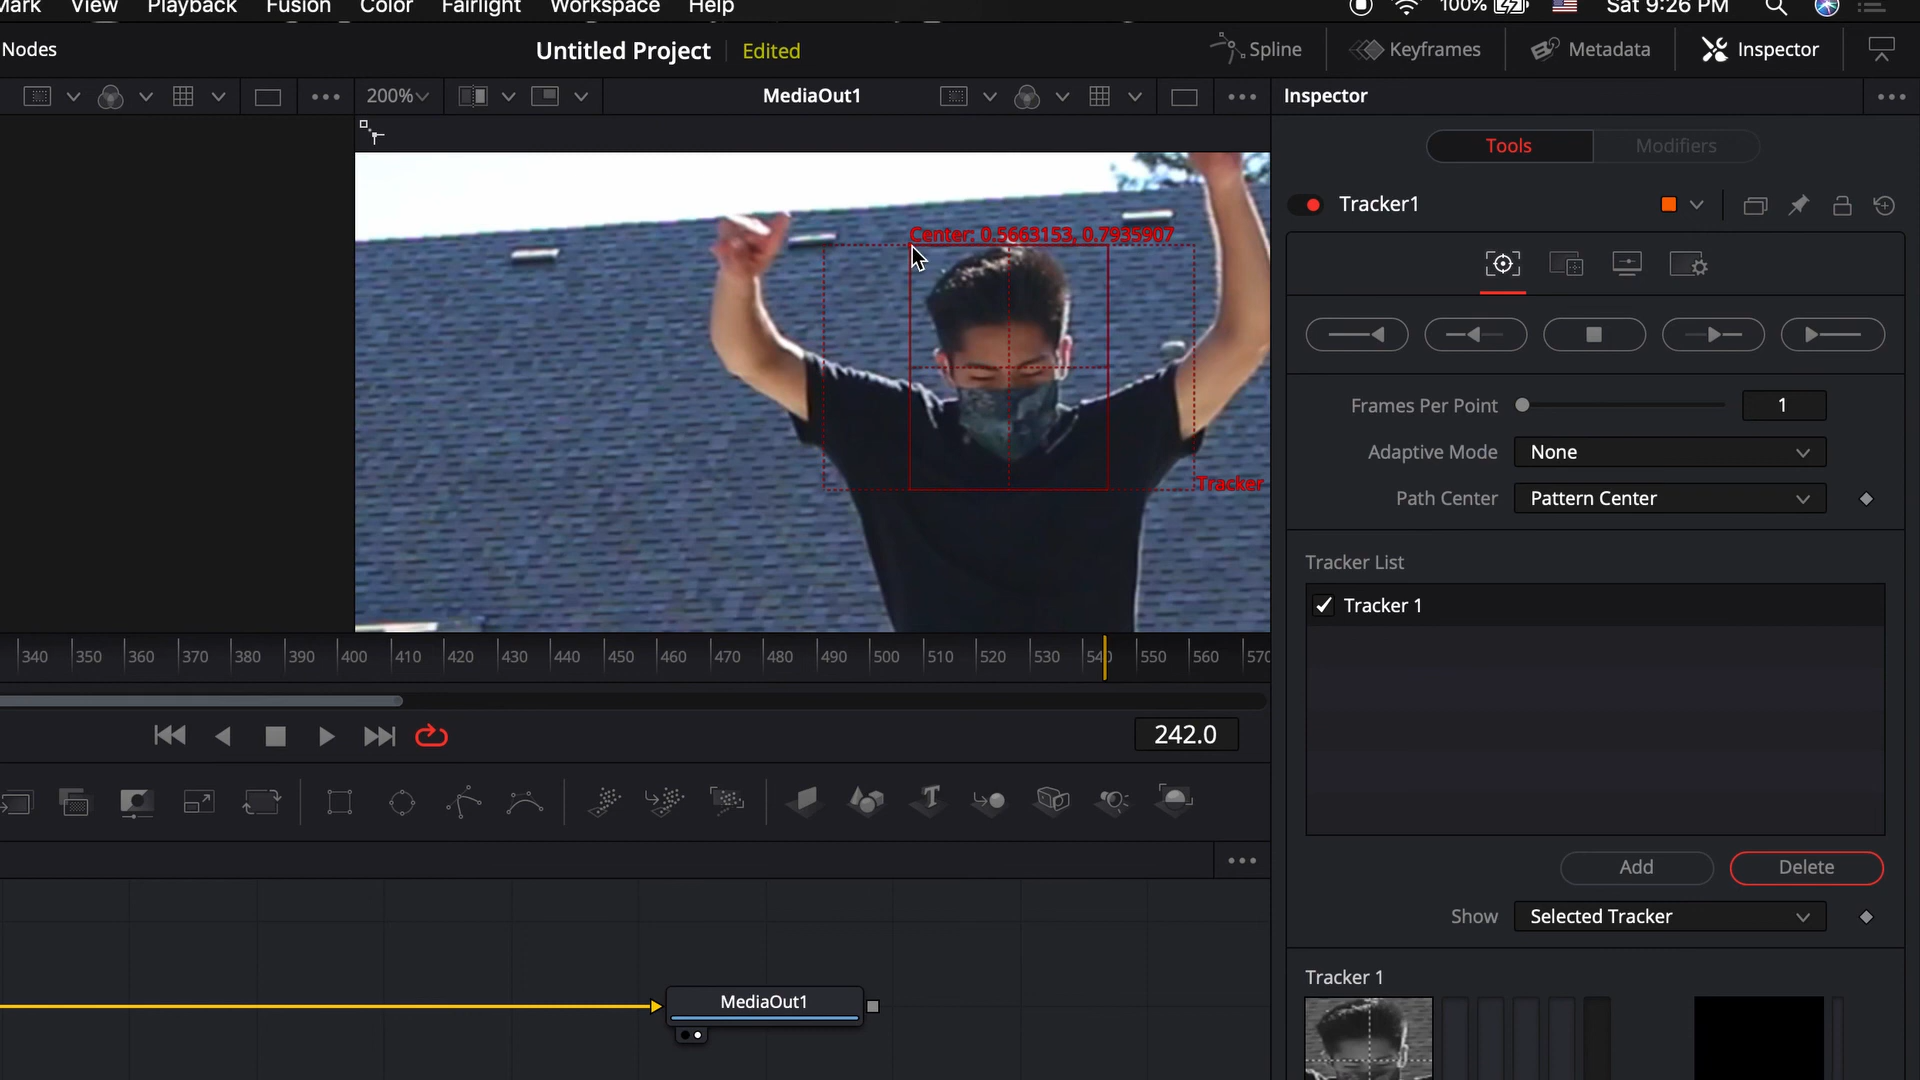 Mark View Playback Fusion Color Fairlight Workspace Help 100% Sat 9:26 PM
Nodes Untitled Project Edited Spline Keyframes Metadata Inspector
200% MediaOut1 Inspector
Tools Modifiers
Tracker1
Center: 0.5663153, 0.7935907
Frames Per Point 1
Adaptive Mode None
Tracker
Path Center Pattern Center
Tracker List
Tracker 1
340 350 360 370 380 390 400 410 420 430 440 450 460 470 480 490 500 510 520 530 540 550 560 570
242.0
Add Delete
Show Selected Tracker
Tracker 1
MediaOut1